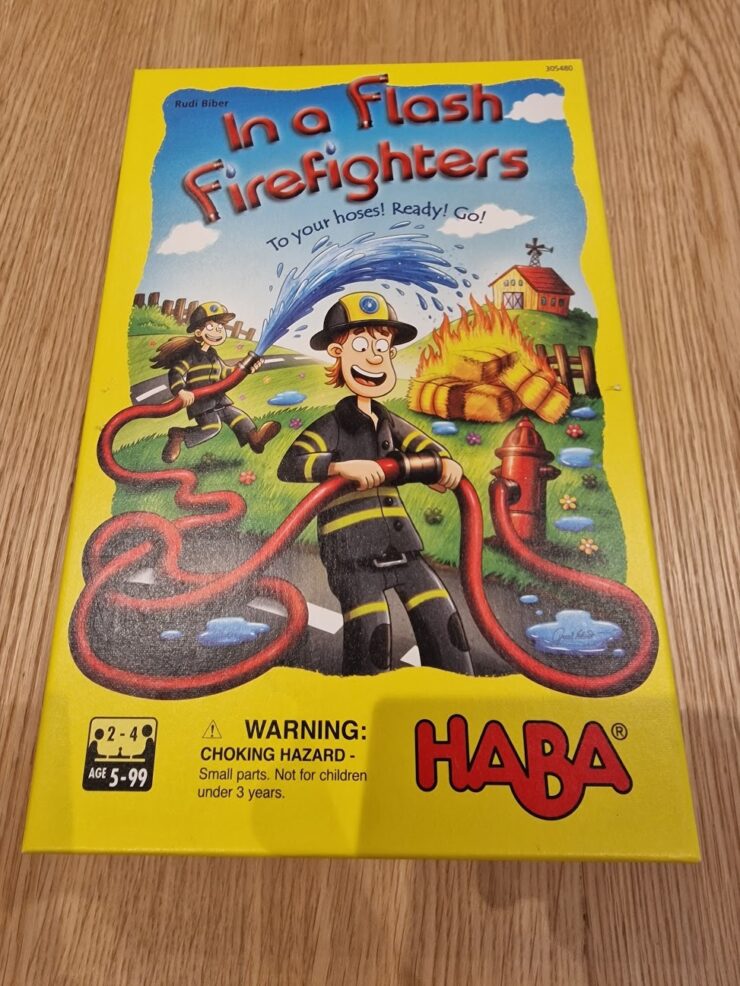 305480
Rudi Biber
In a Flash
Firefighters
To your hoses! Ready! Go!
2 - 4
AGE 5-99
WARNING:
CHOKING HAZARD -
Small parts. Not for children
under 3 years.
HABA®